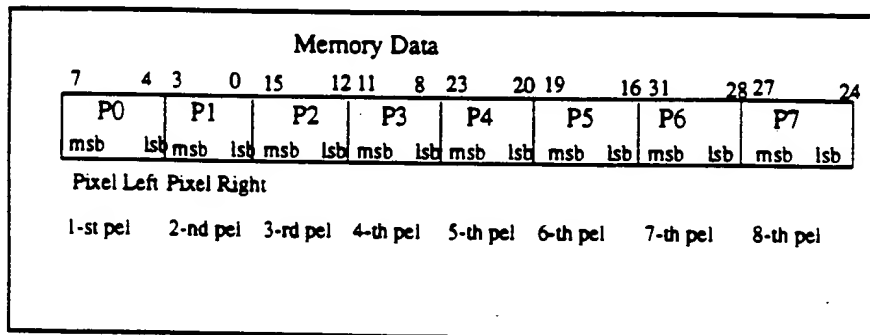 Memory Data
7 4 3 0 15 12 11 8 23 20 19 16 31 28 27 24
P0 P1 P2 P3 P4 P5 P6 P7
msb lsb msb lsb msb lsb msb lsb msb lsb msb lsb msb lsb msb lsb
Pixel Left Pixel Right
1-st pel 2-nd pel 3-rd pel 4-th pel 5-th pel 6-th pel 7-th pel 8-th pel